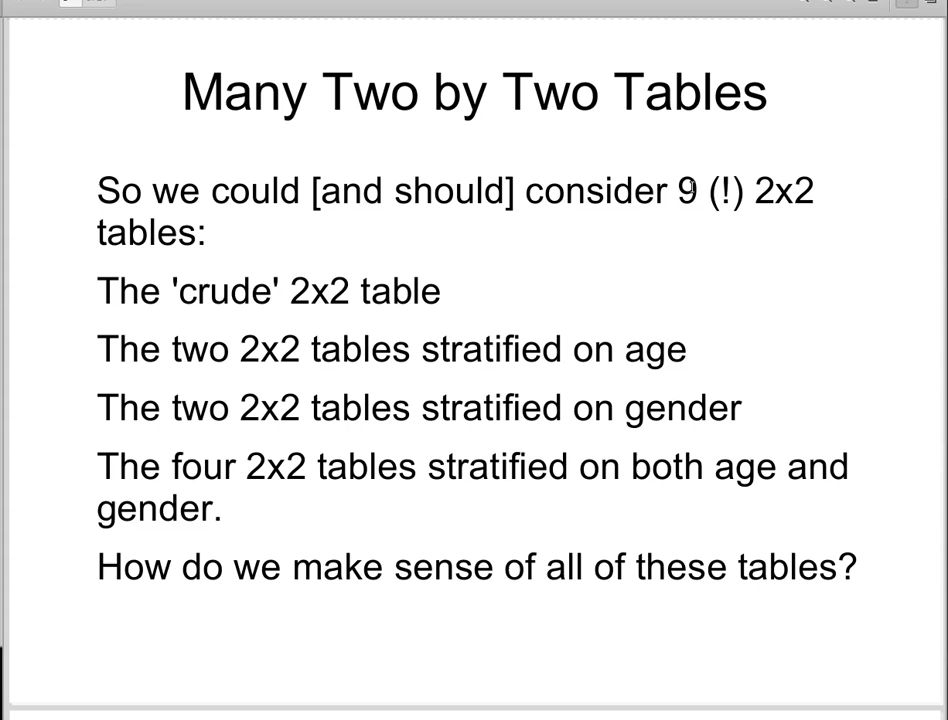 Many Two by Two Tables
So we could [and should] consider 9 (!) 2x2
tables:
The 'crude' 2x2 table
The two 2x2 tables stratified on age
The two 2x2 tables stratified on gender
The four 2x2 tables stratified on both age and
gender.
How do we make sense of all of these tables?